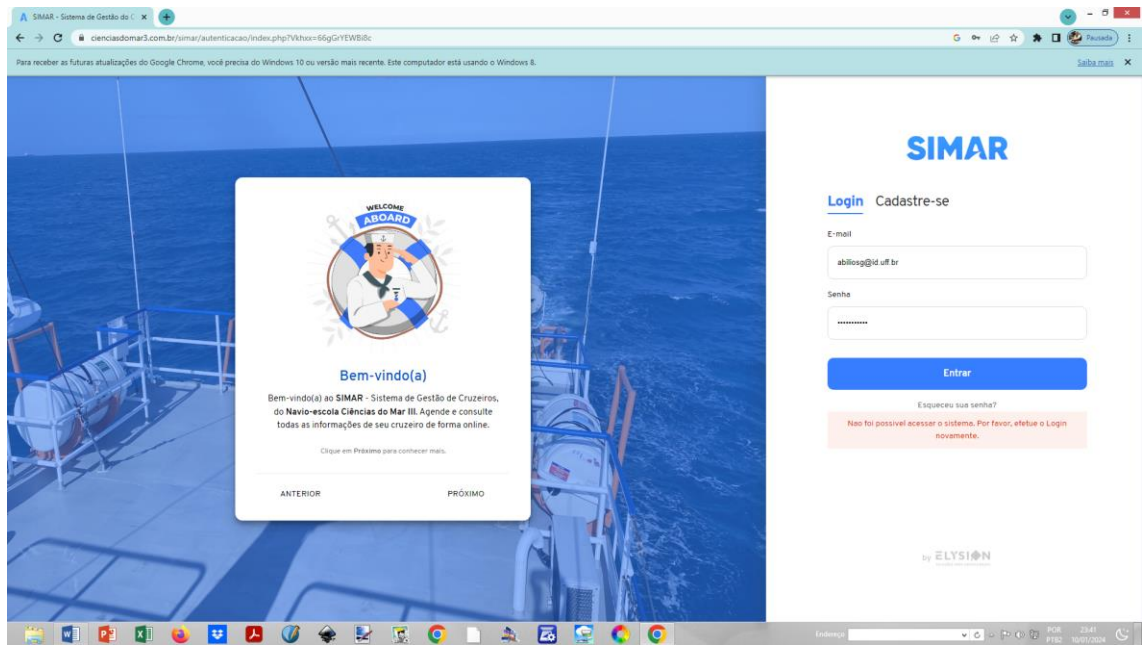 SIMAR - Sistema de Gestão do C
cienciasdomar3.com.br/simar/autenticacao/index.php?Vkhxx=66gGrYEWBi8c
Pausada
Para receber as futuras atualizações do Google Chrome, você precisa do Windows 10 ou versão mais recente. Este computador está usando o Windows 8.
Saiba mais
WELCOME
ABOARD
Bem-vindo(a)
Bem-vindo(a) ao SIMAR - Sistema de Gestão de Cruzeiros,
do Navio-escola Ciências do Mar III. Agende e consulte
todas as informações de seu cruzeiro de forma online.
Clique em Próximo para conhecer mais.
ANTERIOR PRÓXIMO
SIMAR
Login Cadastre-se
E-mail
abiliosg@id.uff.br
Senha
Entrar
Esqueceu sua senha?
Nao foi possivel acessar o sistema. Por favor, efetue o Login
novamente.
by ELYSION
Endereço
POR 23:41
PTB2 10/01/2024